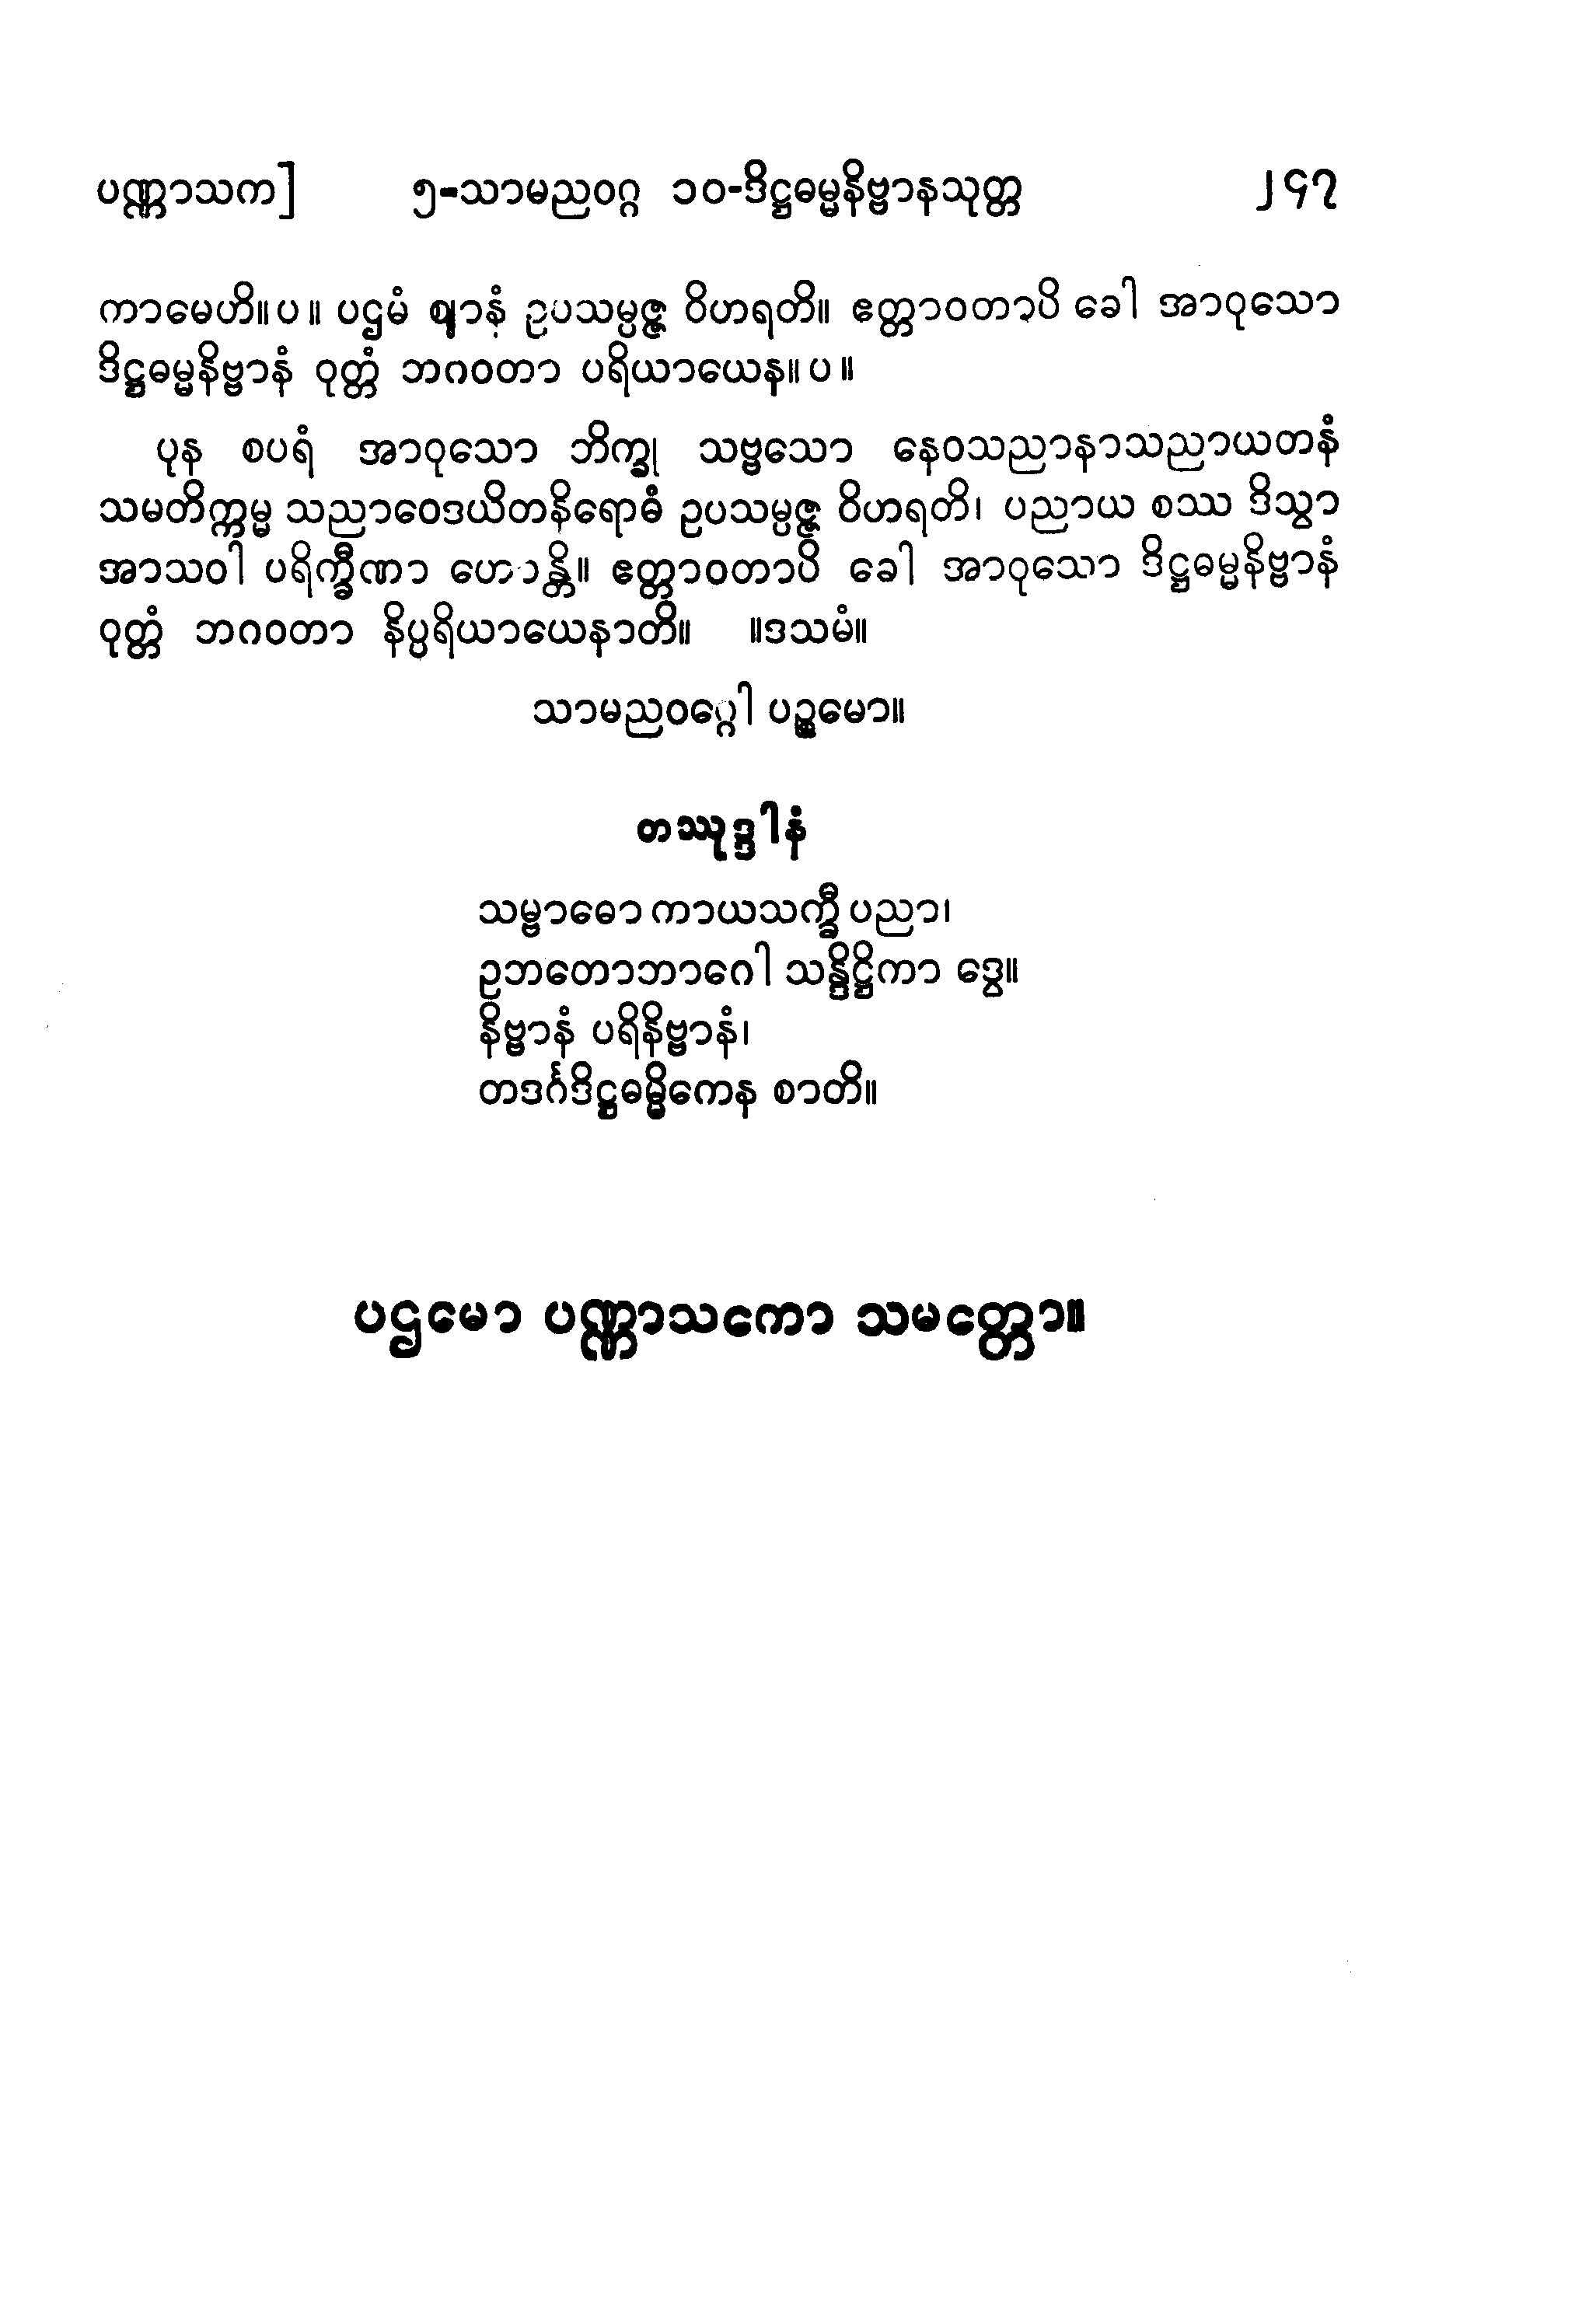 ပဏ္ဏာသက] ၅-သာမညဝဂ္ဂ ၁၀-ဒိဋ္ဌဓမ္မနိဗ္ဗာနသုတ္တ ၂၄၇
ကာမေဟိ။ပ။ ပဌမံ ဈာနံ ဥပသမ္ပဇ္ဇ ဝိဟရတိ။ ဧတ္တာဝတာပိ ခေါ အာဝုသော
ဒိဋ္ဌဓမ္မနိဗ္ဗာနံ ဝုတ္တံ ဘဂဝတာ ပရိယာယေန။ပ။
ပုန စပရံ အာဝုသော ဘိက္ခု သဗ္ဗသော နေဝသညာနာသညာယတနံ
သမတိက္ကမ္မ သညာဝေဒယိတနိရောဓံ ဥပသမ္ပဇ္ဇ ဝိဟရတိ၊ ပညာယ စဿ ဒိသွာ
အာသဝါ ပရိက္ခီဏာ ဟောန္တိ။ ဧတ္တာဝတာပိ ခေါ အာဝုသော ဒိဋ္ဌဓမ္မနိဗ္ဗာနံ
ဝုတ္တံ ဘဂဝတာ နိပ္ပရိယာယေနာတိ။ ။ဒသမံ။
သာမညဝဂ္ဂေါ ပဉ္စမော။
တဿုဒ္ဒါနံ
သမ္ဗာဓော ကာယသက္ခီ ပညာ၊
ဥဘတောဘာဂေါ သန္ဒိဋ္ဌိကာ ဒွေ။
နိဗ္ဗာနံ ပရိနိဗ္ဗာနံ၊
တဒင်္ဂဒိဋ္ဌဓမ္မိကေန စာတိ။
ပဌမော ပဏ္ဏာသကော သမတ္တော။